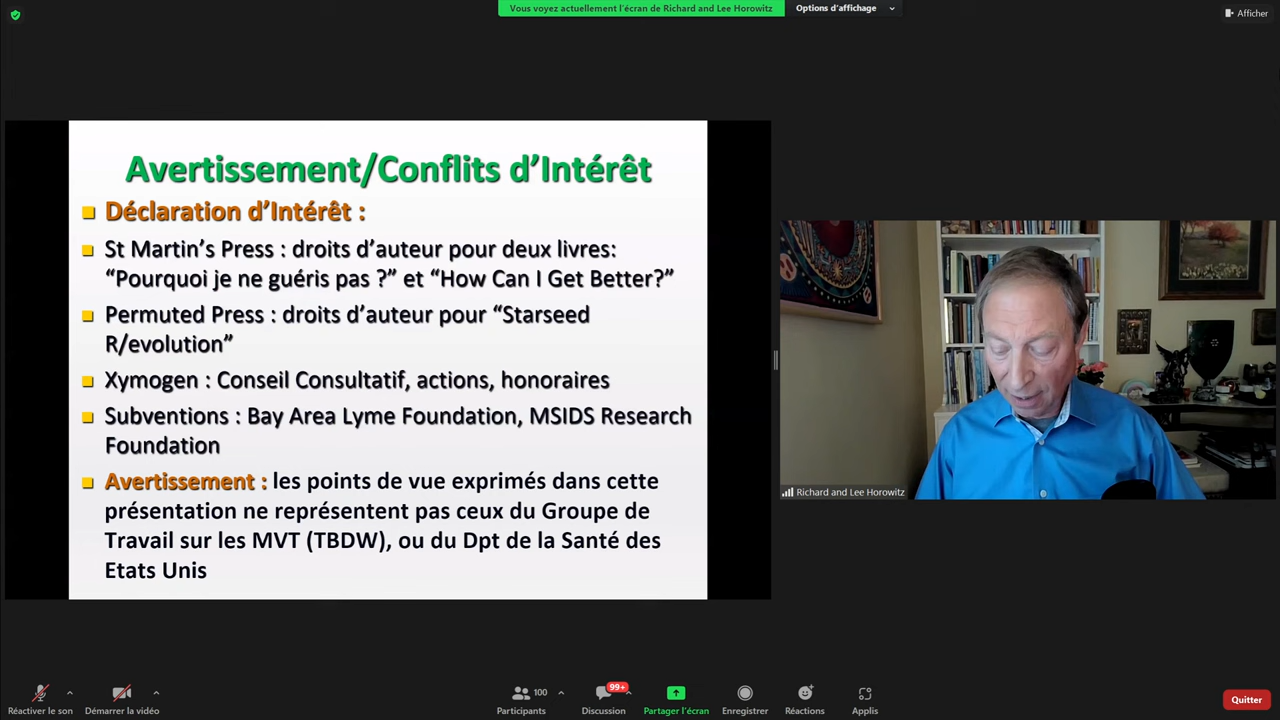 Vous voyez actuellement l'écran de Richard and Lee Horowitz
Options d'affichage
Afficher
Avertissement/Conflits d’Intérêt
Déclaration d’Intérêt :
St Martin’s Press : droits d’auteur pour deux livres:
“Pourquoi je ne guéris pas ?” et “How Can I Get Better?”
Permuted Press : droits d’auteur pour “Starseed
R/evolution”
Xymogen : Conseil Consultatif, actions, honoraires
Subventions : Bay Area Lyme Foundation, MSIDS Research
Foundation
Avertissement : les points de vue exprimés dans cette
présentation ne représentent pas ceux du Groupe de
Travail sur les MVT (TBDW), ou du Dpt de la Santé des
Etats Unis
Richard and Lee Horowitz
Réactiver le son
Démarrer la vidéo
100
Participants
99+
Discussion
Partager l'écran
Enregistrer
Réactions
Applis
Quitter